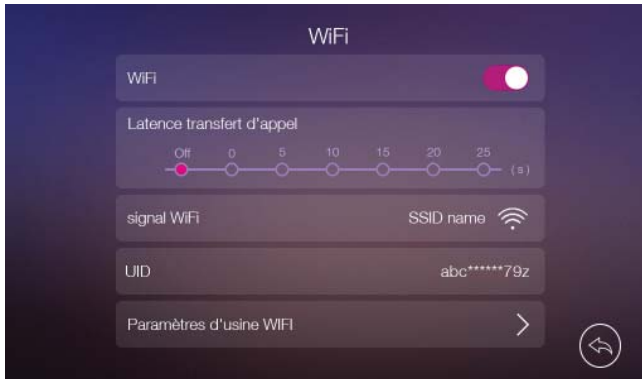 WiFi
WiFi
Latence transfert d'appel
Off 0 5 10 15 20 25
(s)
signal WiFi SSID name
UID abc******79z
Paramètres d'usine WIFI